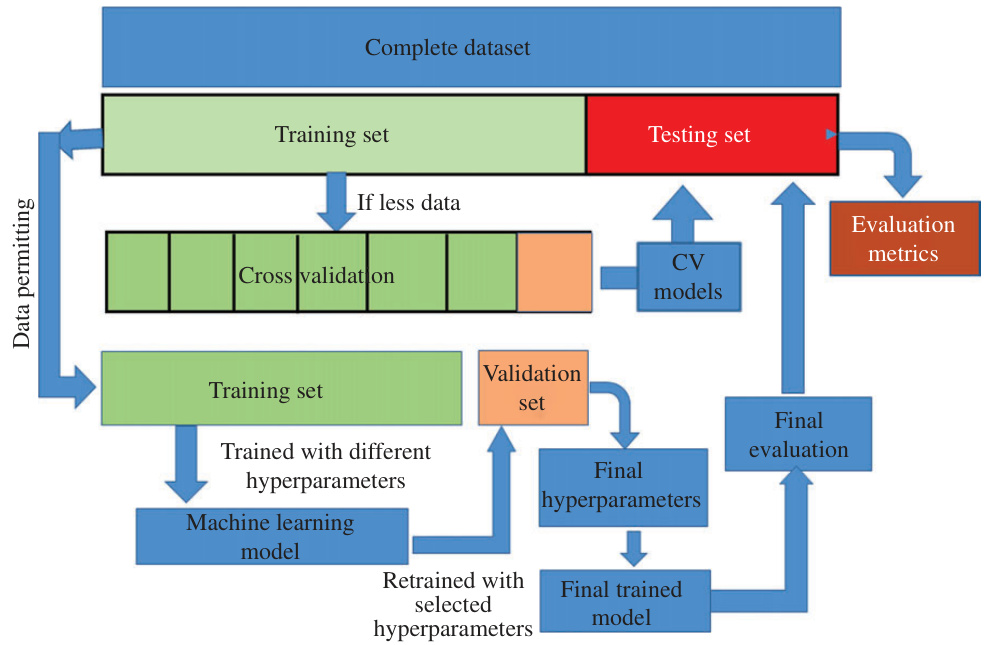 Complete dataset
Training set
Testing set
If less data
Evaluation
metrics
Data permitting
Cross validation
CV
models
Training set
Validation
set
Trained with different
hyperparameters
Final
hyperparameters
Final
evaluation
Machine learning
model
Retrained with
selected
hyperparameters
Final trained
model